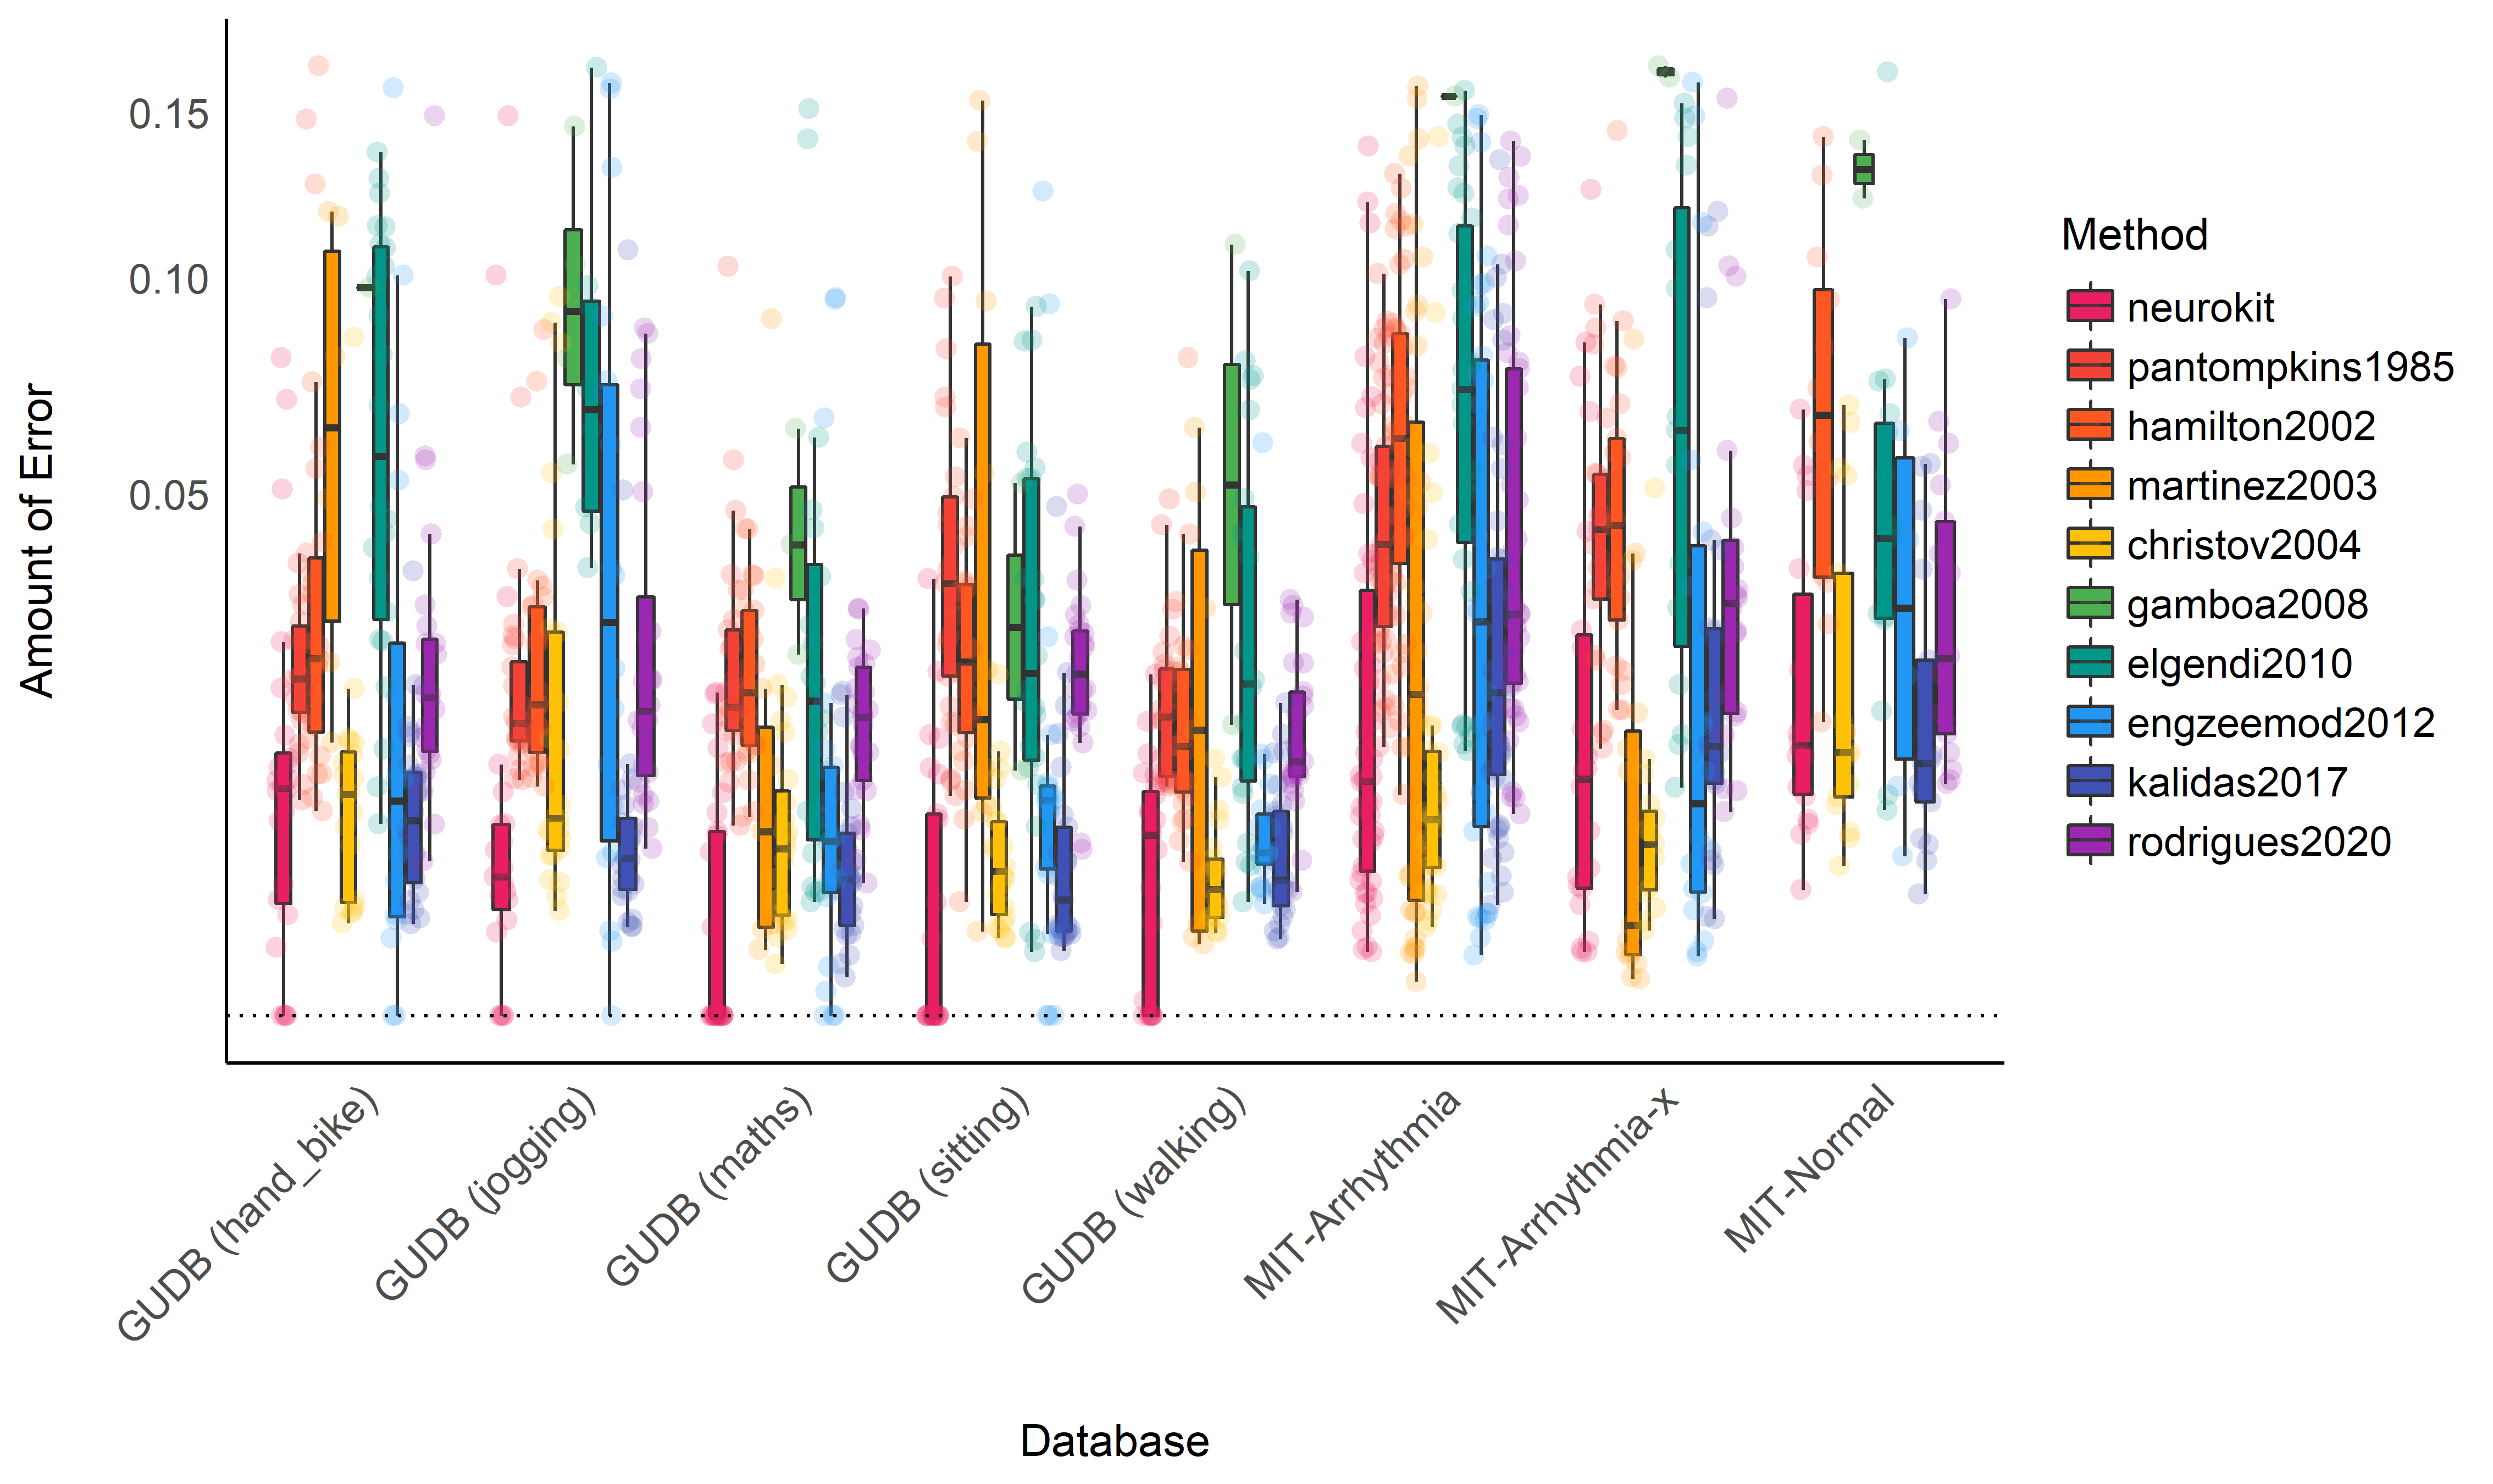 Amount of Error
0.15
0.10
0.05
GUDB (hand_bike)
GUDB (jogging)
GUDB (maths)
GUDB (sitting)
GUDB (walking)
MIT-Arrhythmia
MIT-Arrhythmia-x
MIT-Normal
Database
Method
neurokit
pantompkins1985
hamilton2002
martinez2003
christov2004
gamboa2008
elgendi2010
engzeemod2012
kalidas2017
rodrigues2020